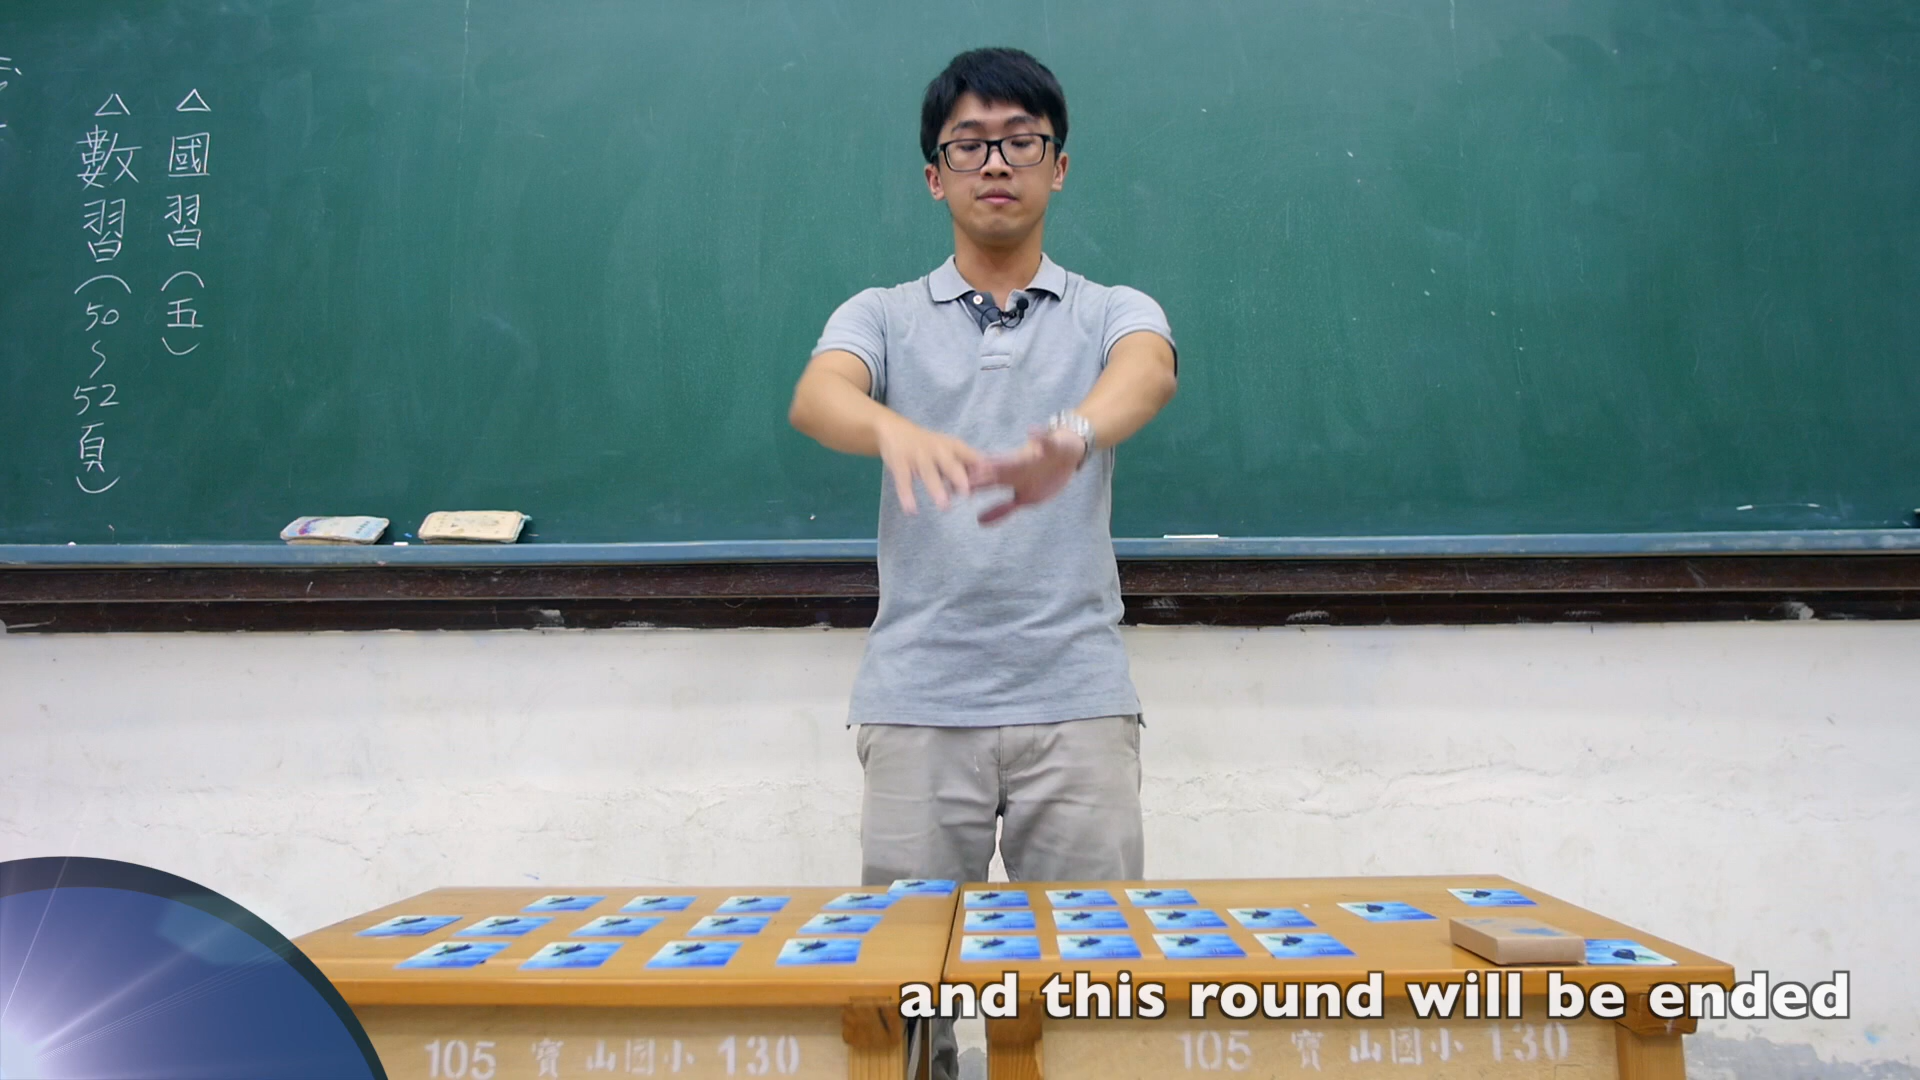 △國習(五)
△數習(50~52頁)
and this round will be ended
105 寶山國小 130
105 寶山國小 130